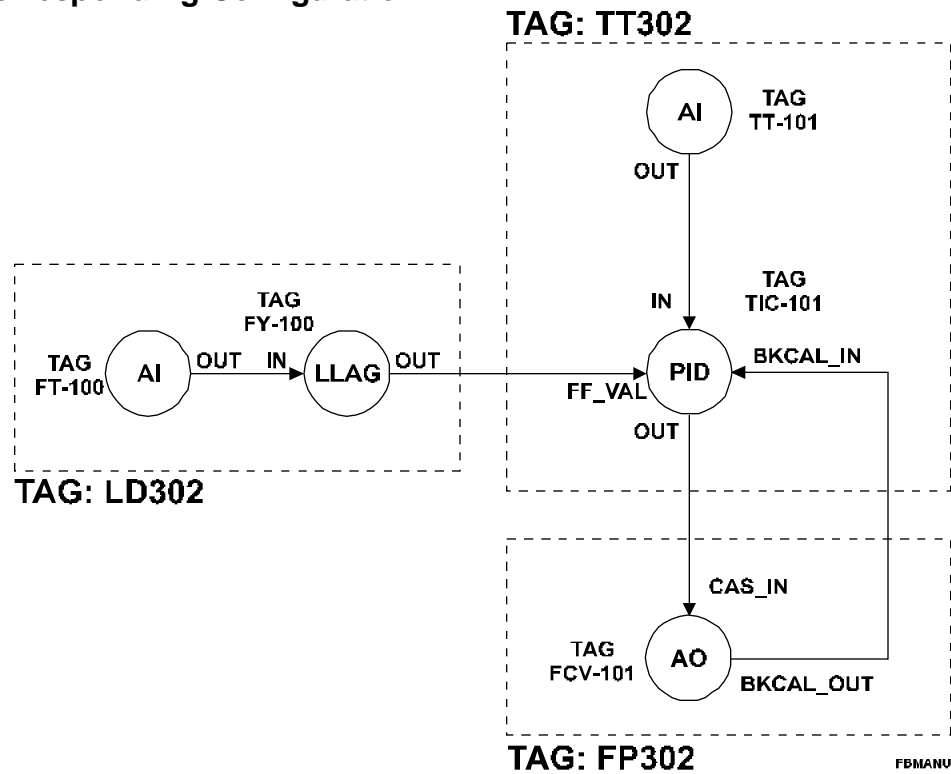 TAG: TT302
AI
TAG
TT-101
OUT
TAG
TIC-101
IN
TAG
FY-100
TAG
FT-100
AI
OUT
IN
LLAG
OUT
FF_VAL
PID
BKCAL_IN
OUT
TAG: LD302
CAS_IN
TAG
FCV-101
AO
BKCAL_OUT
TAG: FP302